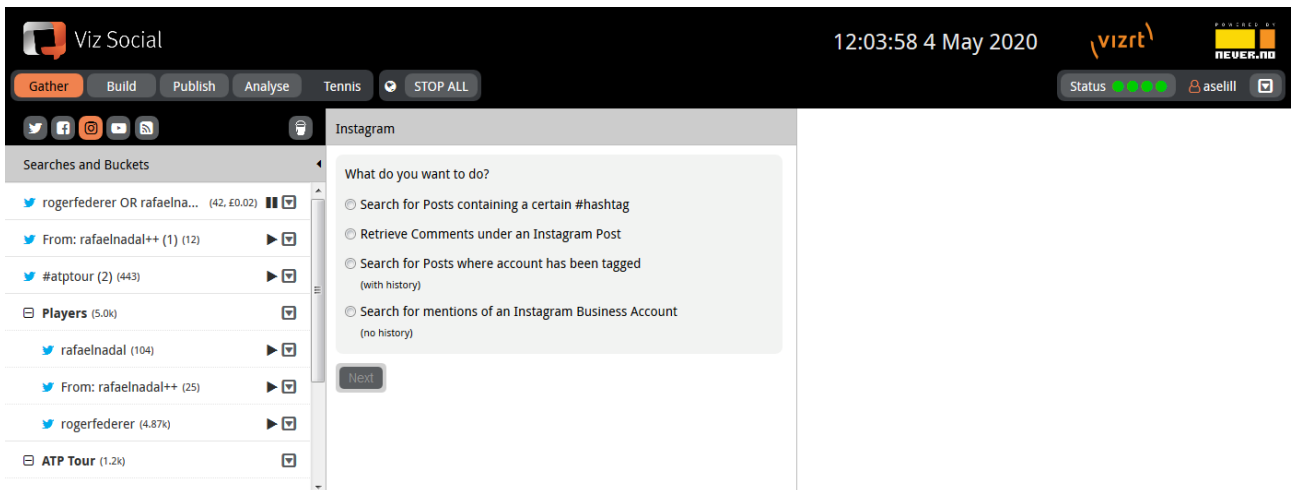 Viz Social
12:03:58 4 May 2020
vizrt
POWERED BY
NEVER.NO
Gather Build Publish Analyse Tennis STOP ALL
Status aselill
Searches and Buckets
rogerfederer OR rafaelna... (42, £0.02)
From: rafaelnadal++ (1) (12)
#atptour (2) (443)
Players (5.0k)
rafaelnadal (104)
From: rafaelnadal++ (25)
rogerfederer (4.87k)
ATP Tour (1.2k)
Instagram
What do you want to do?
Search for Posts containing a certain #hashtag
Retrieve Comments under an Instagram Post
Search for Posts where account has been tagged
(with history)
Search for mentions of an Instagram Business Account
(no history)
Next